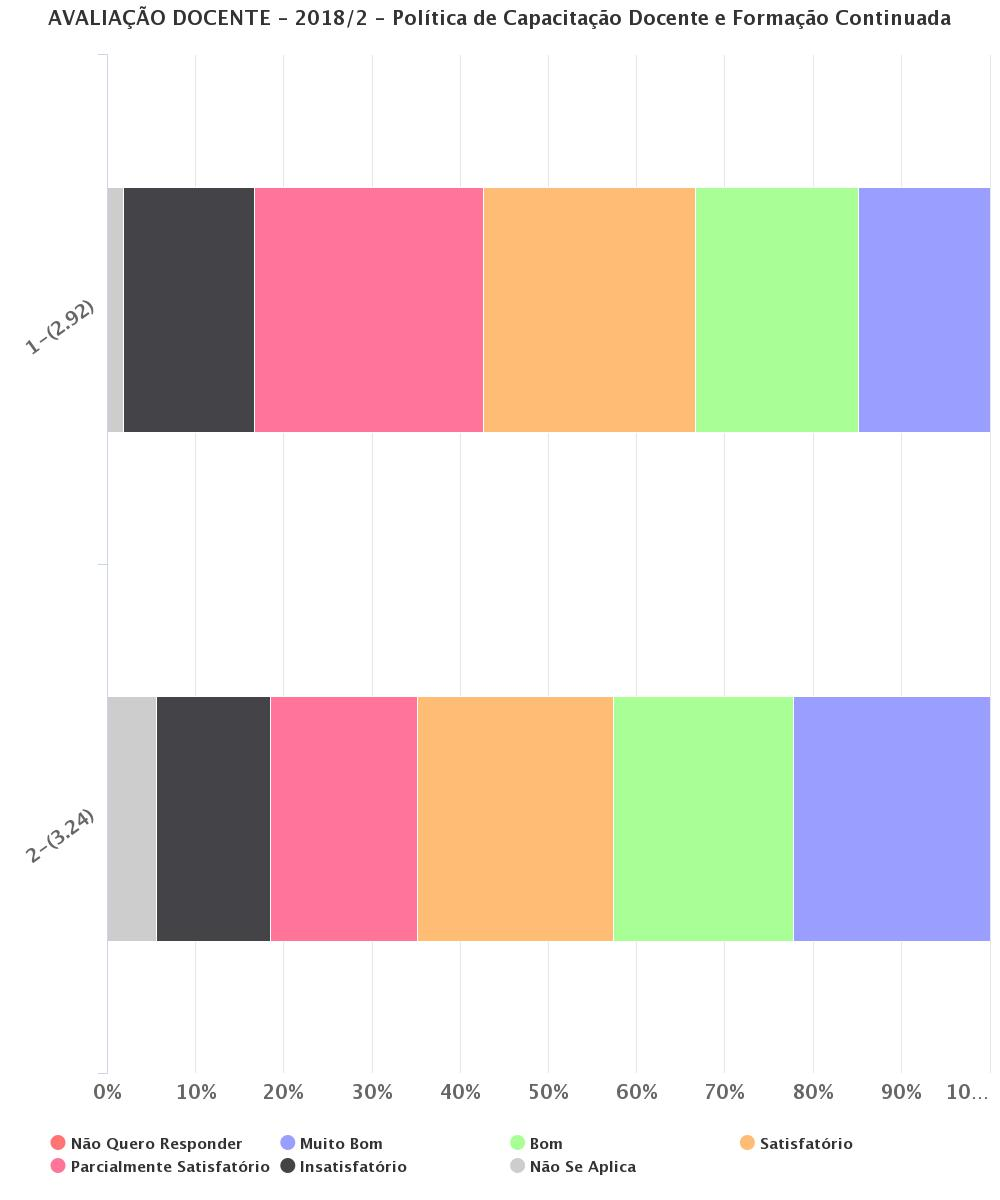 AVALIAÇÃO DOCENTE - 2018/2 - Política de Capacitação Docente e Formação Continuada
1-(2.92)
2-(3.24)
0% 10% 20% 30% 40% 50% 60% 70% 80% 90% 10...
Não Quero Responder Muito Bom Bom Satisfatório
Parcialmente Satisfatório Insatisfatório Não Se Aplica